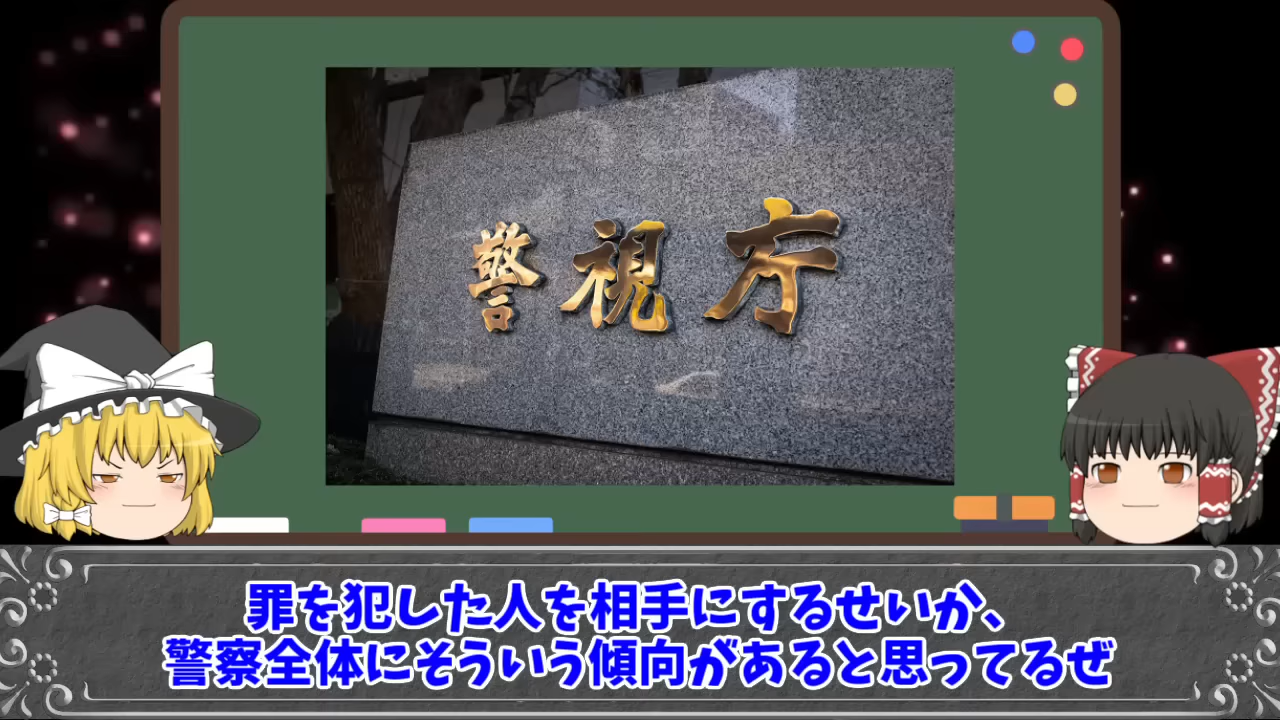 警視庁
罪を犯した人を相手にするせいか、
警察全体にそういう傾向があると思ってるぜ